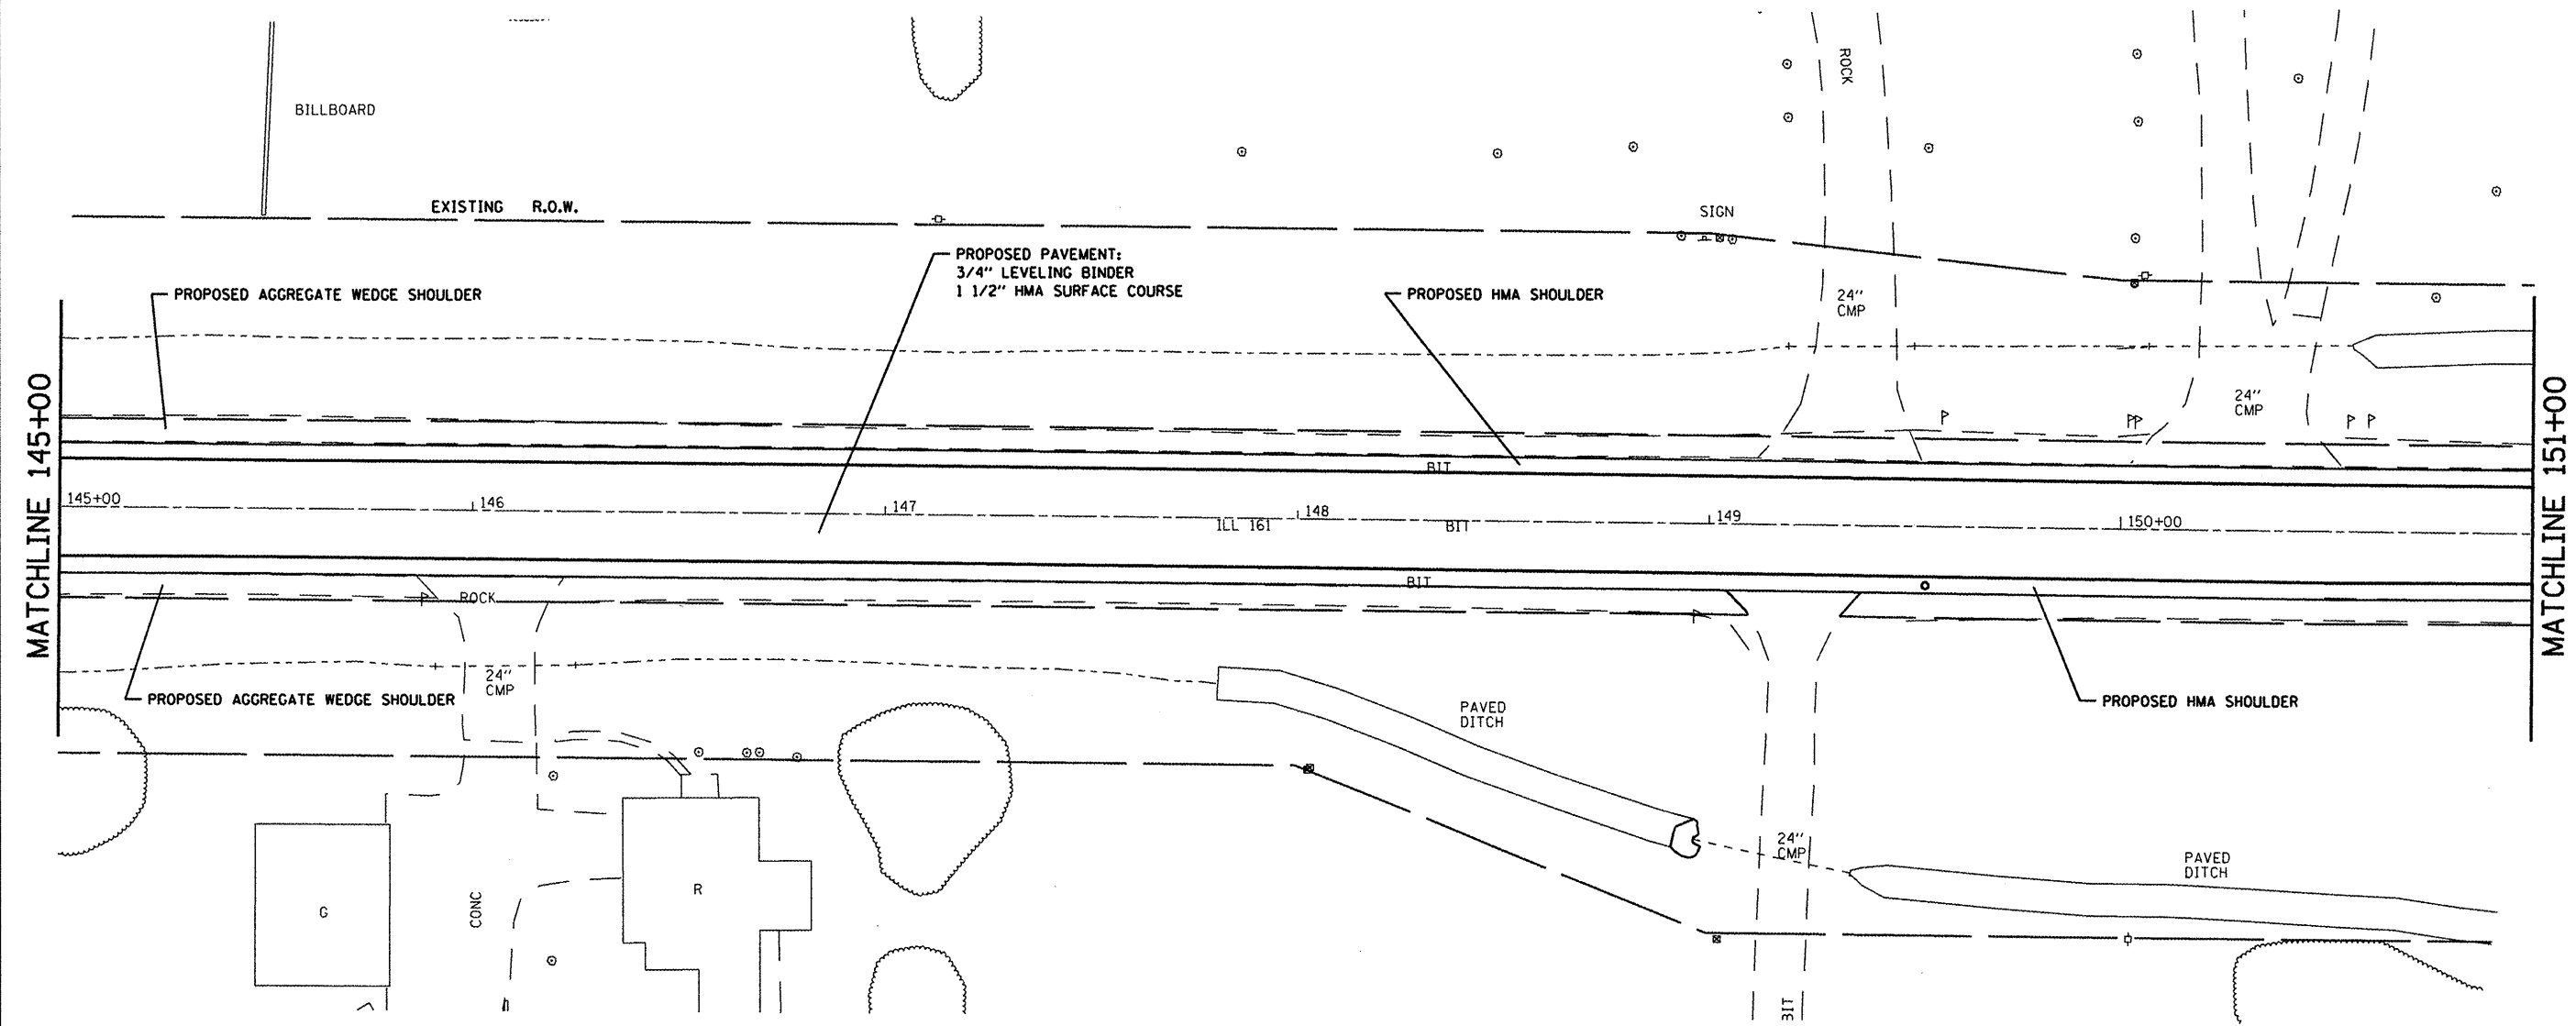 BILLBOARD
ROCK
EXISTING R.O.W.
SIGN
PROPOSED PAVEMENT:
3/4" LEVELING BINDER
1 1/2" HMA SURFACE COURSE
PROPOSED AGGREGATE WEDGE SHOULDER
PROPOSED HMA SHOULDER
24"
CMP
24"
CMP
MATCHLINE 145+00
MATCHLINE 151+00
BIT
145+00
146
147
148
149
150+00
ILL 161
BIT
BIT
ROCK
24"
CMP
PROPOSED AGGREGATE WEDGE SHOULDER
PROPOSED HMA SHOULDER
PAVED
DITCH
24"
CMP
PAVED
DITCH
G
CONC
R
BIT